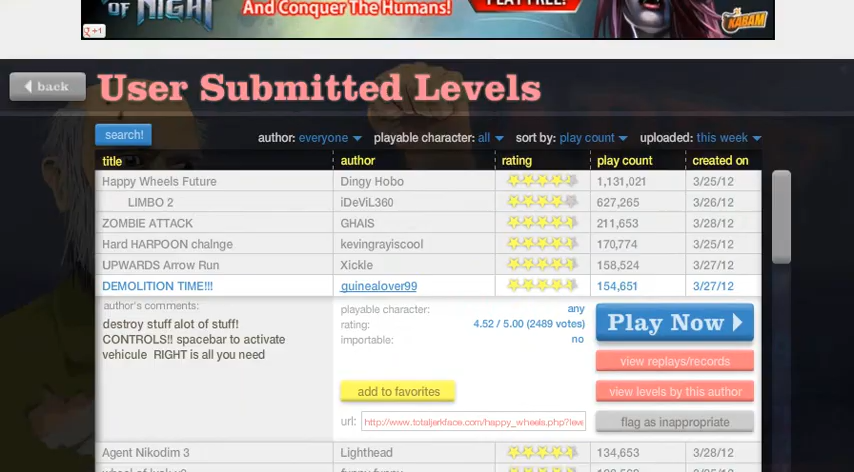 OF NIGHT And Conquer The Humans! PLAY FREE!
+1 KABAM
back User Submitted Levels
search! author: everyone playable character: all sort by: play count uploaded: this week
title author rating play count created on
Happy Wheels Future Dingy Hobo 1,131,021 3/25/12
LIMBO 2 iDeViL360 627,265 3/26/12
ZOMBIE ATTACK GHAIS 211,653 3/28/12
Hard HARPOON chalnge kevingrayiscool 170,774 3/25/12
UPWARDS Arrow Run Xickle 158,524 3/27/12
DEMOLITION TIME!!! guinealover99 154,651 3/27/12
author's comments:
destroy stuff alot of stuff!
CONTROLS!! spacebar to activate
vehicule RIGHT is all you need
playable character: any
rating: 4.52 / 5.00 (2489 votes)
importable: no
add to favorites
url: http://www.totaljerkface.com/happy_wheels.php?leve
Play Now
view replays/records
view levels by this author
flag as inappropriate
Agent Nikodim 3 Lighthead 134,653 3/28/12